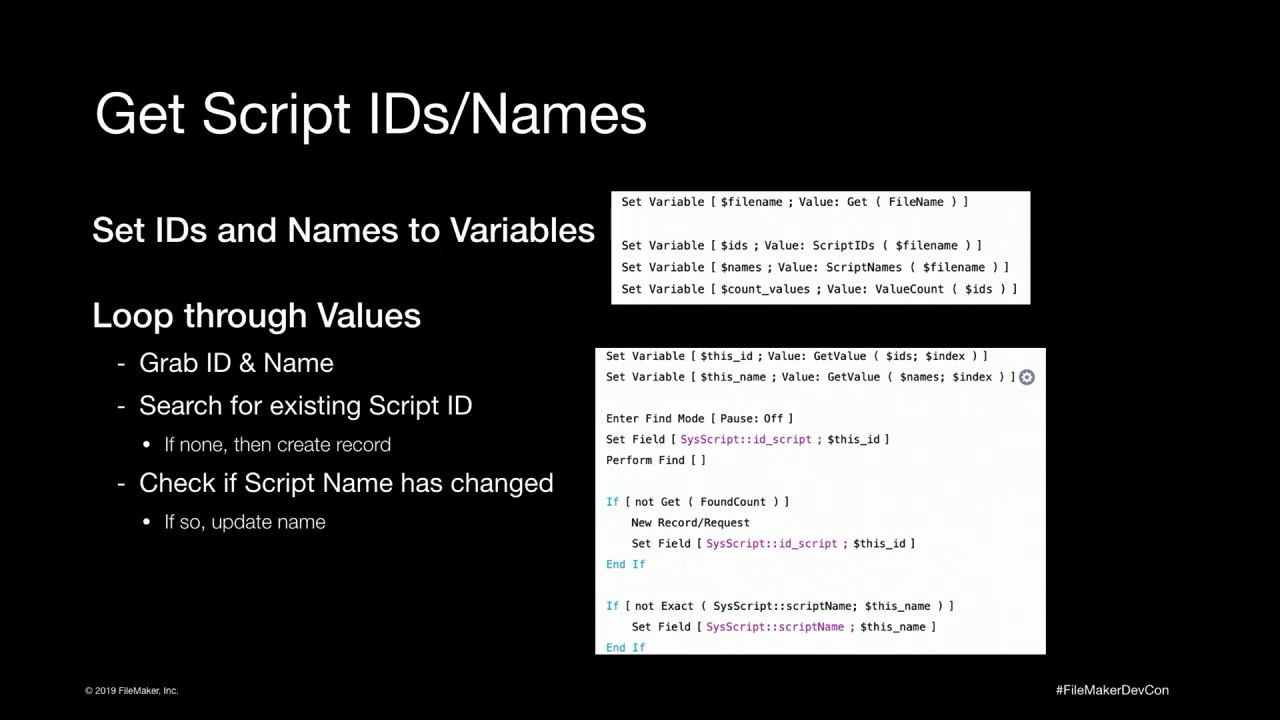 Get Script IDs/Names
Set IDs and Names to Variables
Loop through Values
- Grab ID & Name
- Search for existing Script ID
• If none, then create record
- Check if Script Name has changed
• If so, update name
Set Variable [ $filename ; Value: Get ( FileName ) ]
Set Variable [ $ids ; Value: ScriptIDs ( $filename ) ]
Set Variable [ $names ; Value: ScriptNames ( $filename ) ]
Set Variable [ $count_values ; Value: ValueCount ( $ids ) ]
Set Variable [ $this_id ; Value: GetValue ( $ids; $index ) ]
Set Variable [ $this_name ; Value: GetValue ( $names; $index ) ]
Enter Find Mode [ Pause: Off ]
Set Field [ SysScript::id_script ; $this_id ]
Perform Find [ ]
If [ not Get ( FoundCount ) ]
New Record/Request
Set Field [ SysScript::id_script ; $this_id ]
End If
If [ not Exact ( SysScript::scriptName; $this_name ) ]
Set Field [ SysScript::scriptName ; $this_name ]
End If
© 2019 FileMaker, Inc.
#FileMakerDevCon